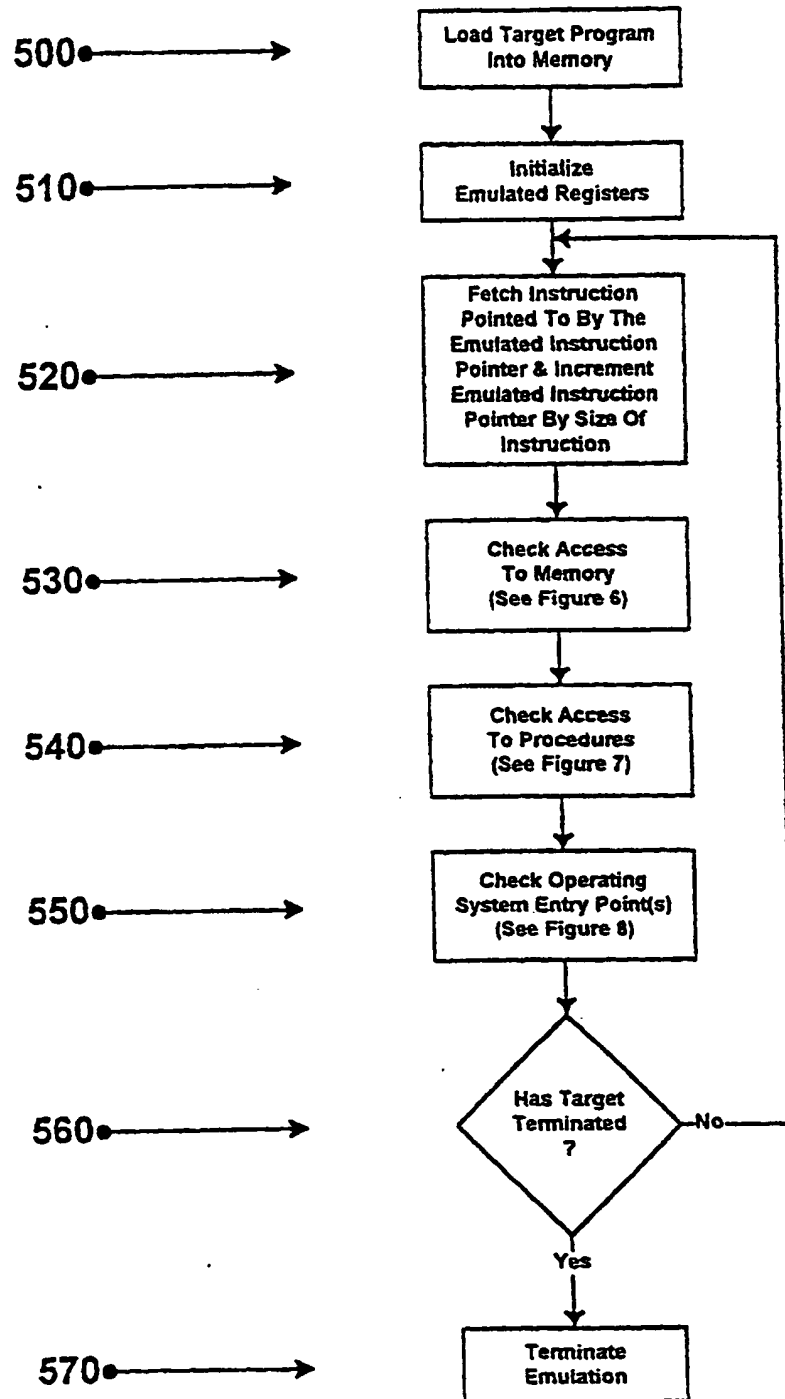 500
Load Target Program
Into Memory
510
Initialize
Emulated Registers
520
Fetch Instruction
Pointed To By The
Emulated Instruction
Pointer & Increment
Emulated Instruction
Pointer By Size Of
Instruction
530
Check Access
To Memory
(See Figure 6)
540
Check Access
To Procedures
(See Figure 7)
550
Check Operating
System Entry Point(s)
(See Figure 8)
560
Has Target
Terminated
?
No
Yes
570
Terminate
Emulation